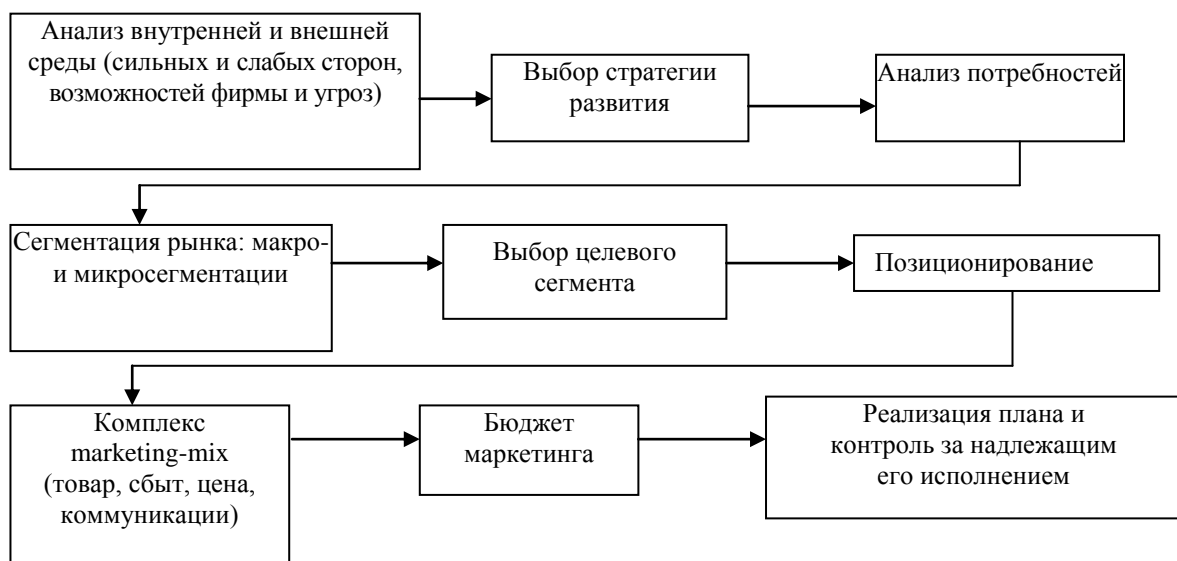 Анализ внутренней и внешней
среды (сильных и слабых сторон,
возможностей фирмы и угроз)
Выбор стратегии
развития
Анализ потребностей
Сегментация рынка: макро-
и микросегментации
Выбор целевого
сегмента
Позиционирование
Комплекс
marketing-mix
(товар, сбыт, цена,
коммуникации)
Бюджет
маркетинга
Реализация плана и
контроль за надлежащим
его исполнением